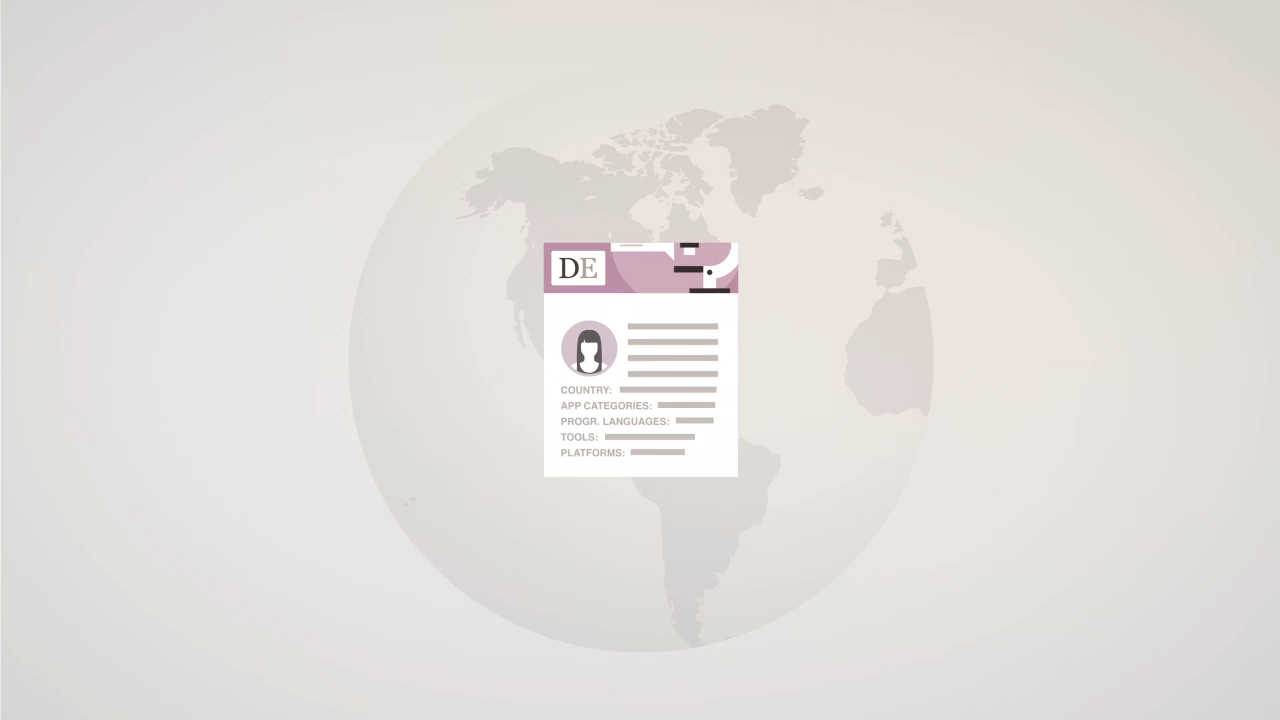 DE
COUNTRY:
APP CATEGORIES:
PROGR. LANGUAGES:
TOOLS:
PLATFORMS: